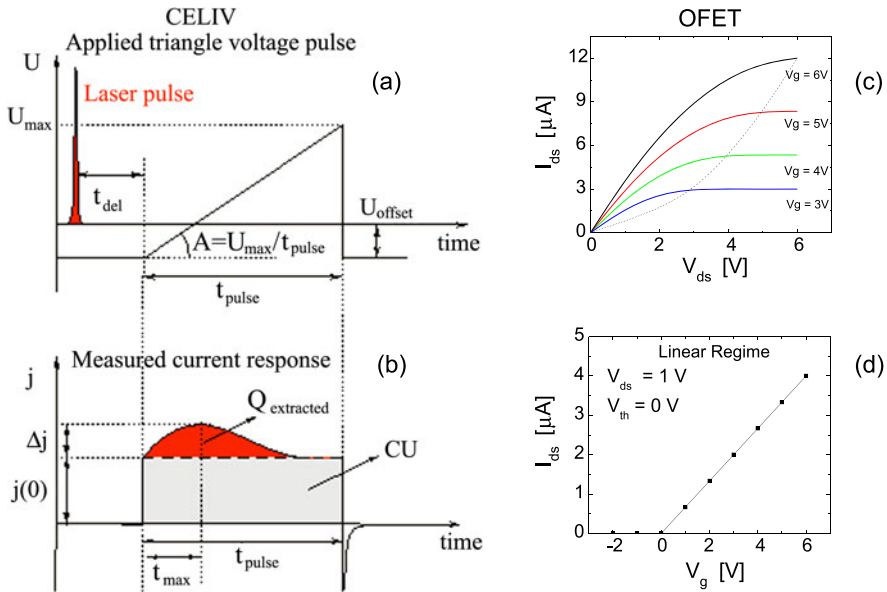 CELIV
Applied triangle voltage pulse
U
(a)
Laser pulse
U_max
t_del
U_offset
time
A=U_max/t_pulse
t_pulse
Measured current response
(b)
j
Q_extracted
Δj
CU
j(0)
time
t_max
t_pulse
OFET
(c)
I_ds [μA]
12
9
6
3
0
Vg = 6V
Vg = 5V
Vg = 4V
Vg = 3V
0 2 4 6
V_ds [V]
(d)
Linear Regime
V_ds = 1 V
V_th = 0 V
I_ds [μA]
5
4
3
2
1
0
-2 0 2 4 6
V_g [V]